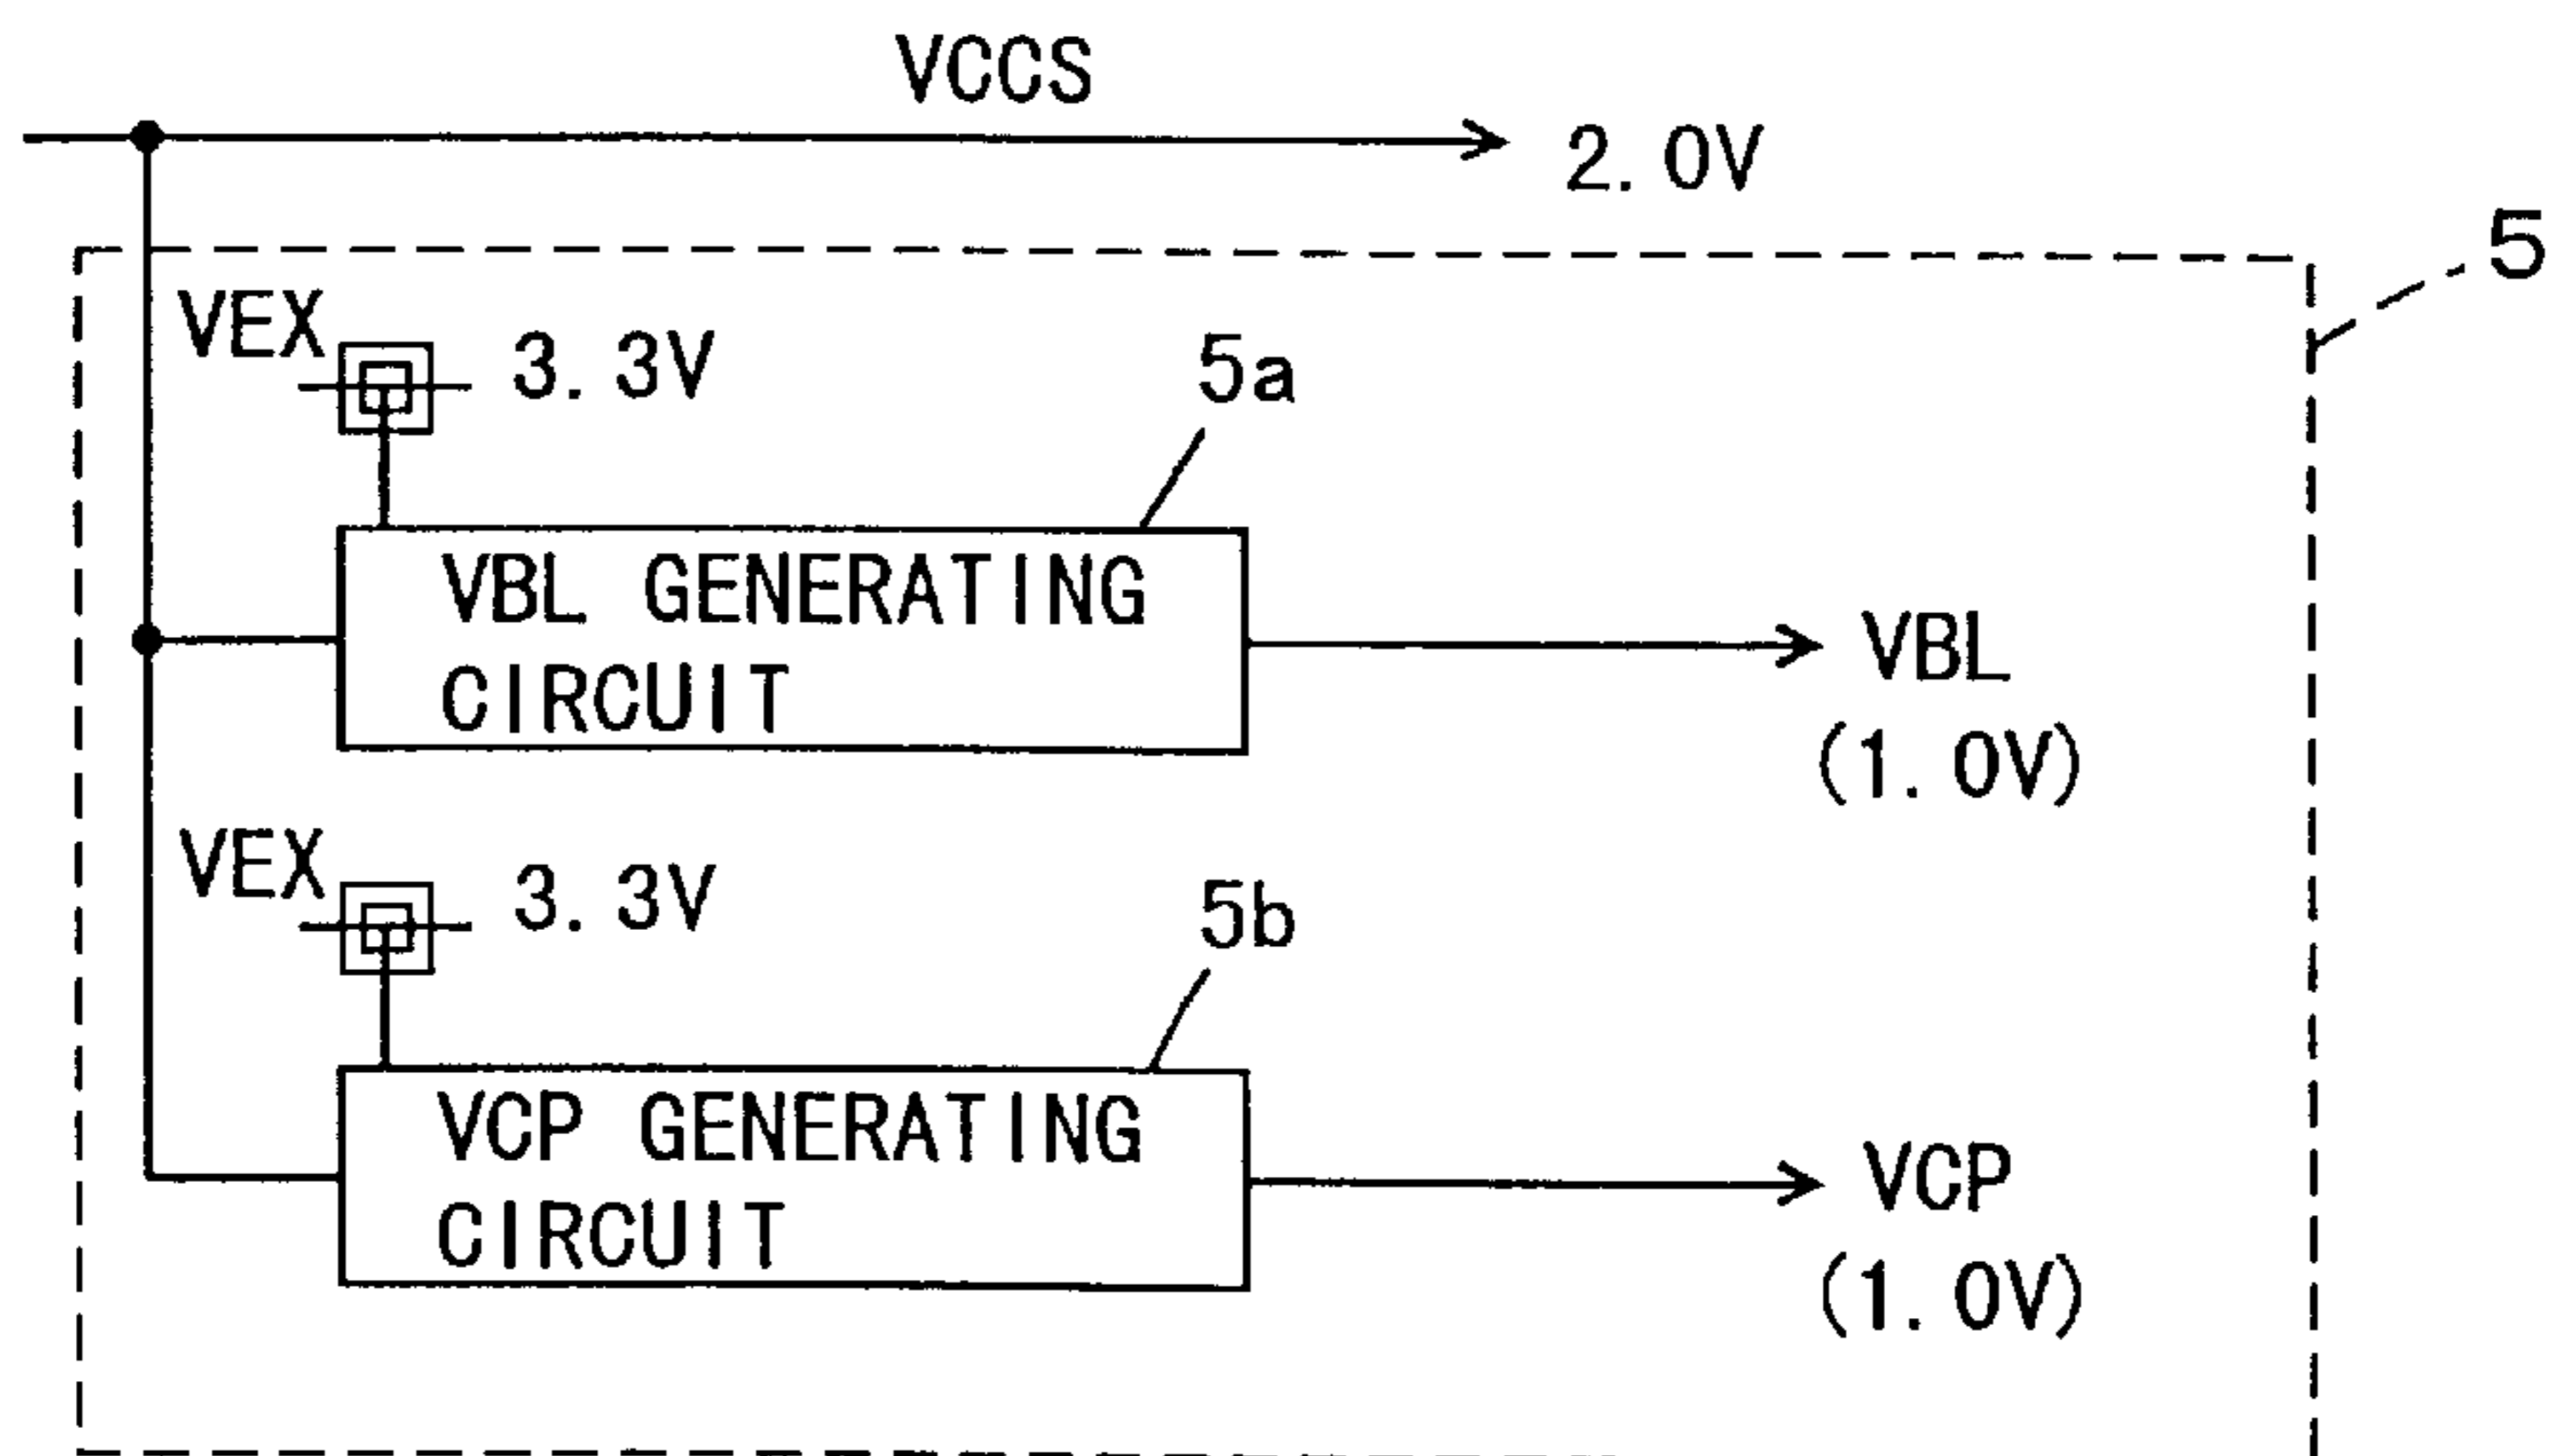 VCCS
2.0V
5
VEX
3.3V
5a
VBL GENERATING
CIRCUIT
VBL
(1.0V)
VEX
3.3V
5b
VCP GENERATING
CIRCUIT
VCP
(1.0V)